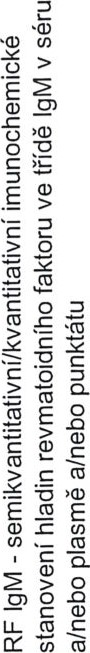 RF IgM - semikvantitativní/kvantitativní imunochemické
stanovení hladin revmatoidního faktoru ve třídě IgM v séru
a/nebo plasmě a/nebo punktátu